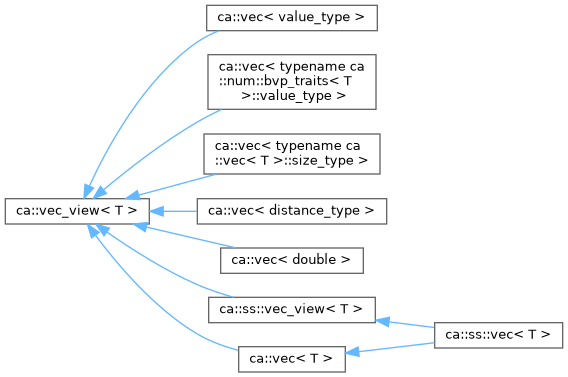 ca::vec< value_type >
ca::vec< typename ca
::num::bvp_traits< T
>::value_type >
ca::vec< typename ca
::vec< T >::size_type >
ca::vec_view< T >
ca::vec< distance_type >
ca::vec< double >
ca::ss::vec_view< T >
ca::ss::vec< T >
ca::vec< T >